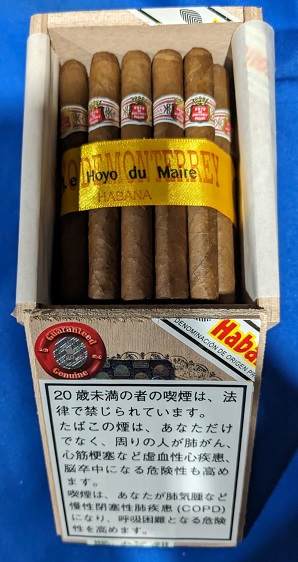 DE MONTERREY
Le Hoyo du Maire
HABANA
Guaranteed
Genuine
Haba
DENOMINACIÓN DE ORIGEN P
20歳未満の者の喫煙は、法
律で禁じられています。
たばこの煙は、あなただけ
でなく、周りの人が肺がん、
心筋梗塞など虚血性心疾患、
脳卒中になる危険性も高め
ます。
喫煙は、あなたが肺気腫など
慢性閉塞性肺疾患(COPD)
になり、呼吸困難となる危険
性を高めます。